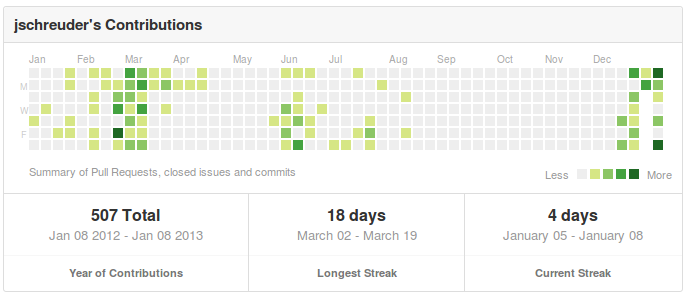 jschreuder's Contributions
Jan Feb Mar Apr May Jun Jul Aug Sep Oct Nov Dec
M
W
F
Summary of Pull Requests, closed issues and commits
Less More
507 Total
Jan 08 2012 - Jan 08 2013
Year of Contributions
18 days
March 02 - March 19
Longest Streak
4 days
January 05 - January 08
Current Streak